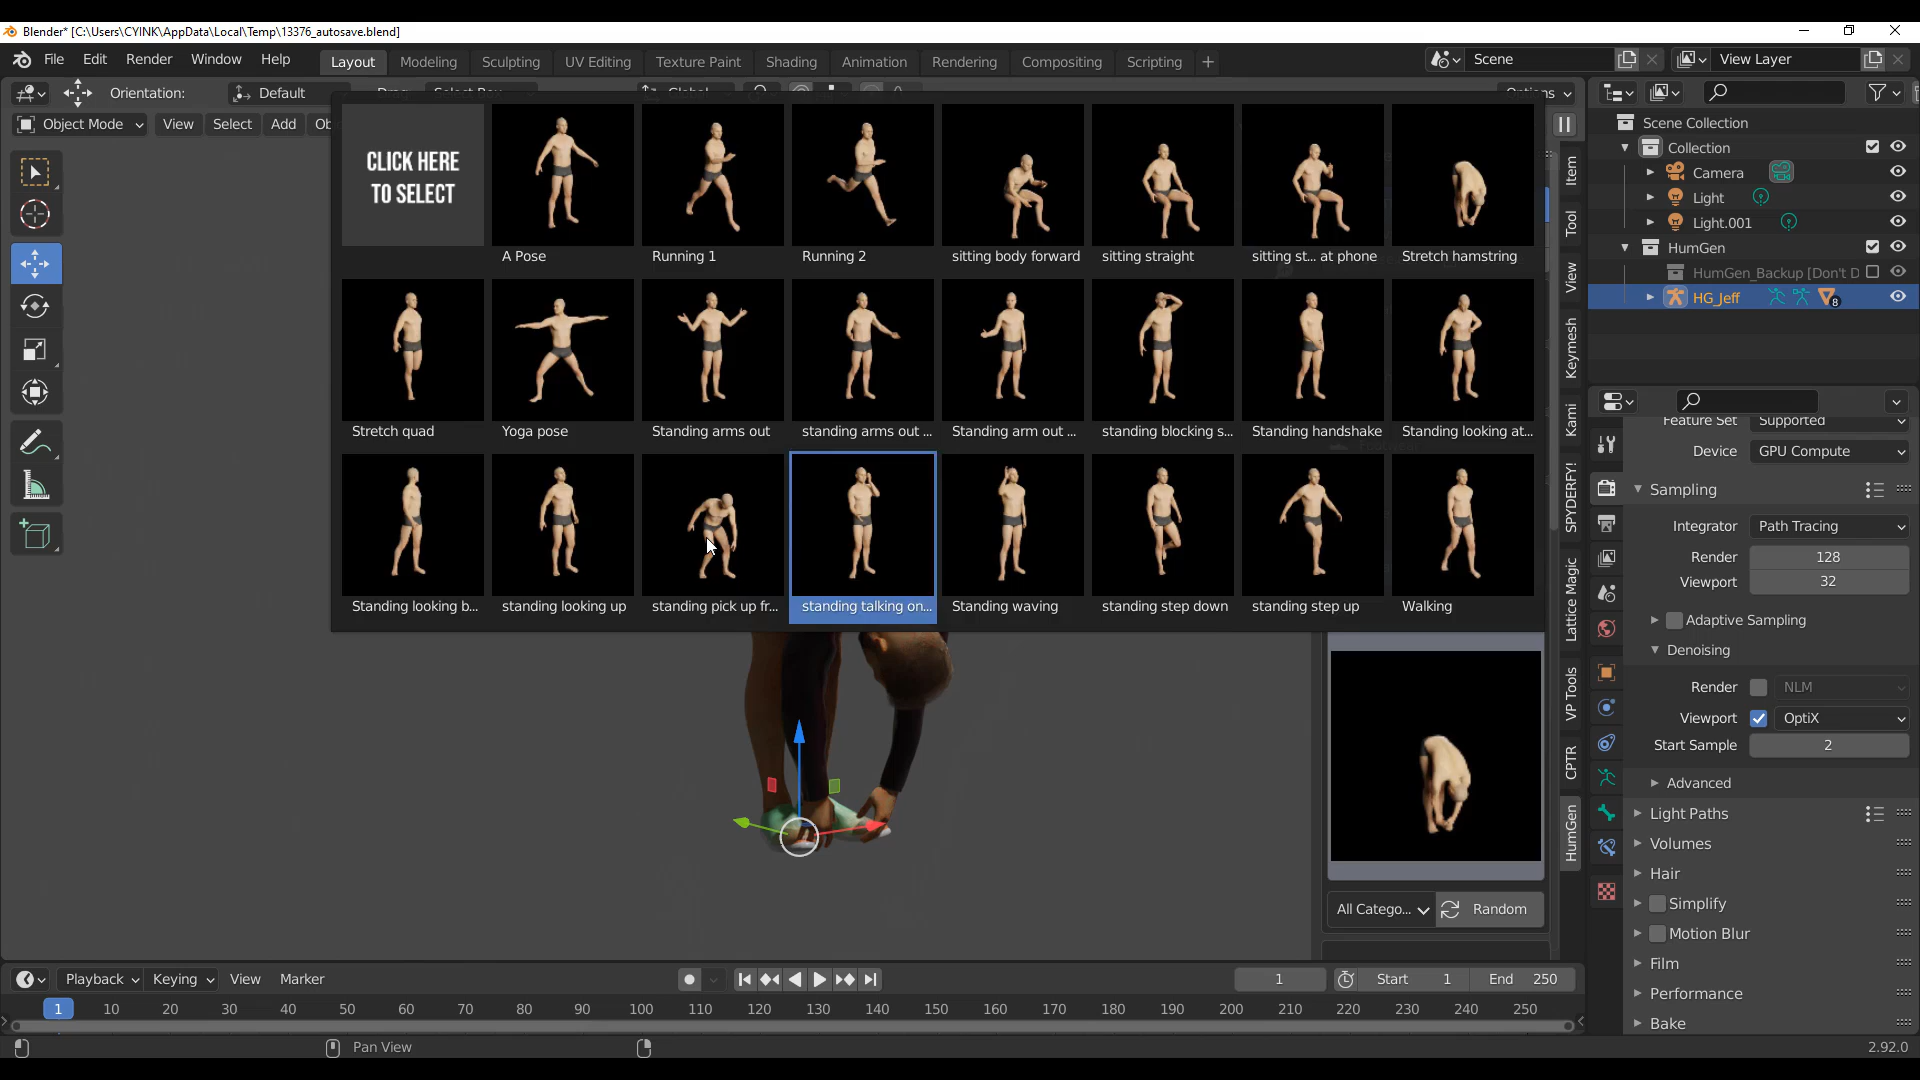 Blender* [C:\Users\CYINK\AppData\Local\Temp\13376_autosave.blend]
File Edit Render Window Help Layout Modeling Sculpting UV Editing Texture Paint Shading Animation Rendering Compositing Scripting + Scene View Layer
Orientation: Default
Options
Object Mode View Select Add
CLICK HERE
TO SELECT
A Pose Running 1 Running 2 sitting body forward sitting straight sitting st... at phone Stretch hamstring
Stretch quad Yoga pose Standing arms out standing arms out ... Standing arm out ... standing blocking s... Standing handshake Standing looking at...
Standing looking b... standing looking up standing pick up fr... standing talking on... Standing waving standing step down standing step up Walking
All Catego... Random
Item
Tool
View
Keymesh
Kami
SPYDERFY!
Lattice Magic
VP Tools
CPTR
HumGen
Scene Collection
Collection
Camera
Light
Light.001
HumGen
HumGen_Backup [Don't D
HG_Jeff
8
Feature Set Supported
Device GPU Compute
Sampling
Integrator Path Tracing
Render 128
Viewport 32
Adaptive Sampling
Denoising
Render NLM
Viewport OptiX
Start Sample 2
Advanced
Light Paths
Volumes
Hair
Simplify
Motion Blur
Film
Performance
Bake
Playback Keying View Marker 1 Start 1 End 250
1 10 20 30 40 50 60 70 80 90 100 110 120 130 140 150 160 170 180 190 200 210 220 230 240 250
Pan View 2.92.0